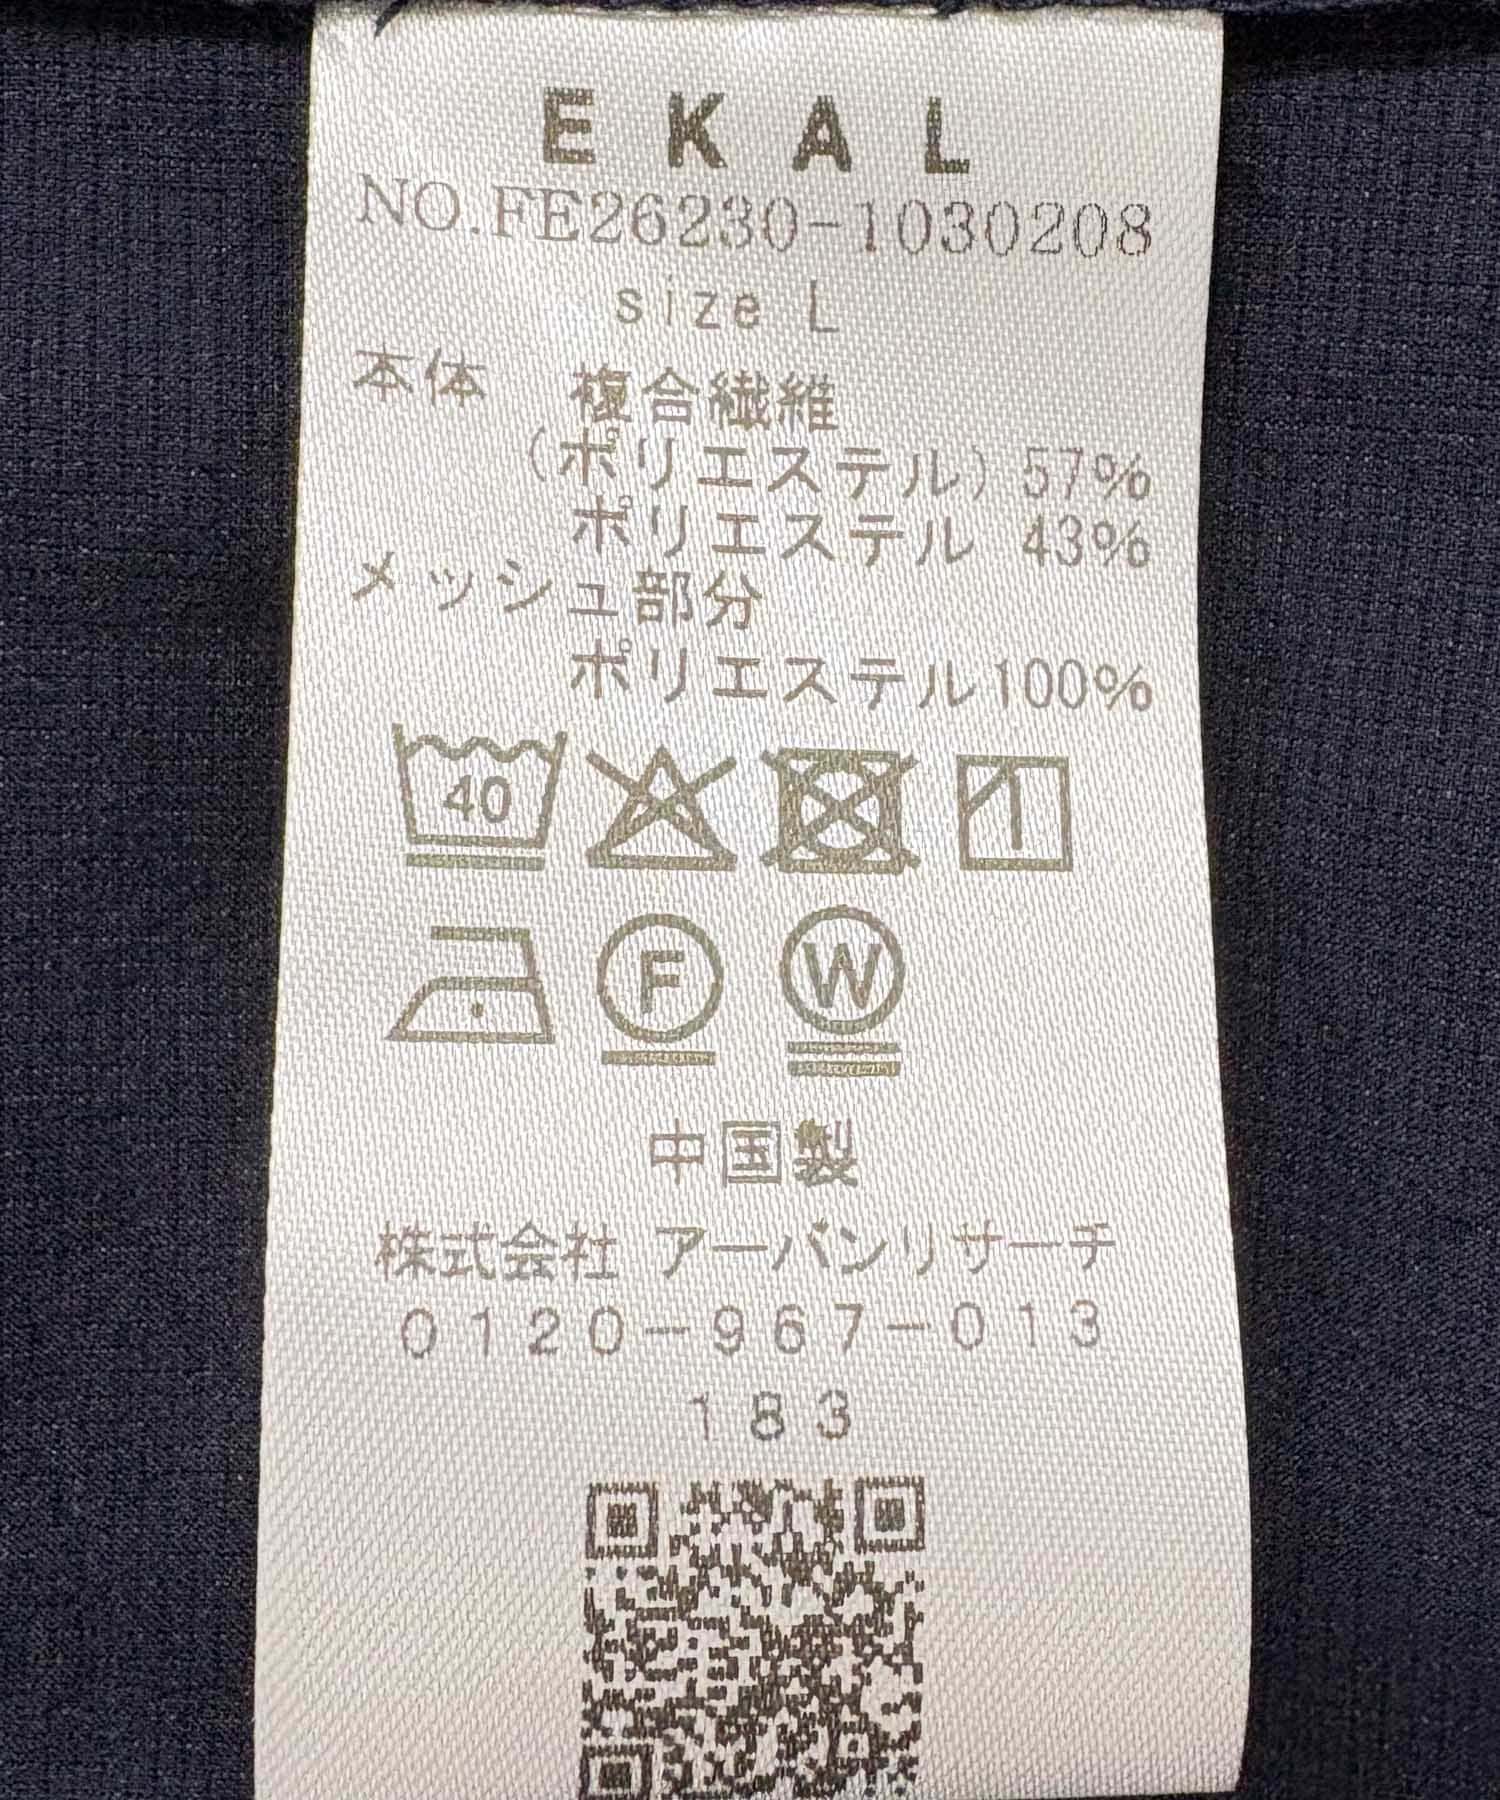 EKAL
NO.FE26230-1030208
size L
本体 複合繊維
(ポリエステル) 57%
ポリエステル 43%
メッシュ部分
ポリエステル100%
40
F
W
中国製
株式会社 アーバンリサーチ
0120-967-013
183